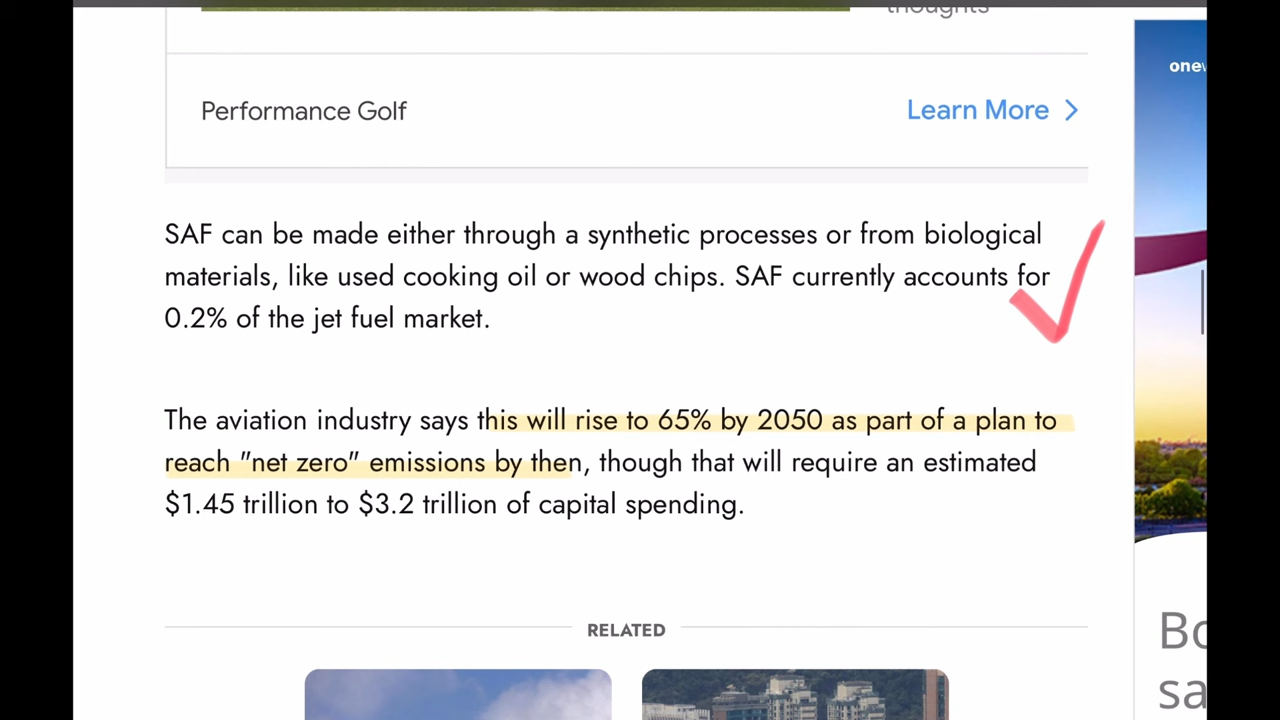 thoughts
Performance Golf
Learn More
SAF can be made either through a synthetic processes or from biological
materials, like used cooking oil or wood chips. SAF currently accounts for
0.2% of the jet fuel market.
The aviation industry says this will rise to 65% by 2050 as part of a plan to
reach "net zero" emissions by then, though that will require an estimated
$1.45 trillion to $3.2 trillion of capital spending.
RELATED